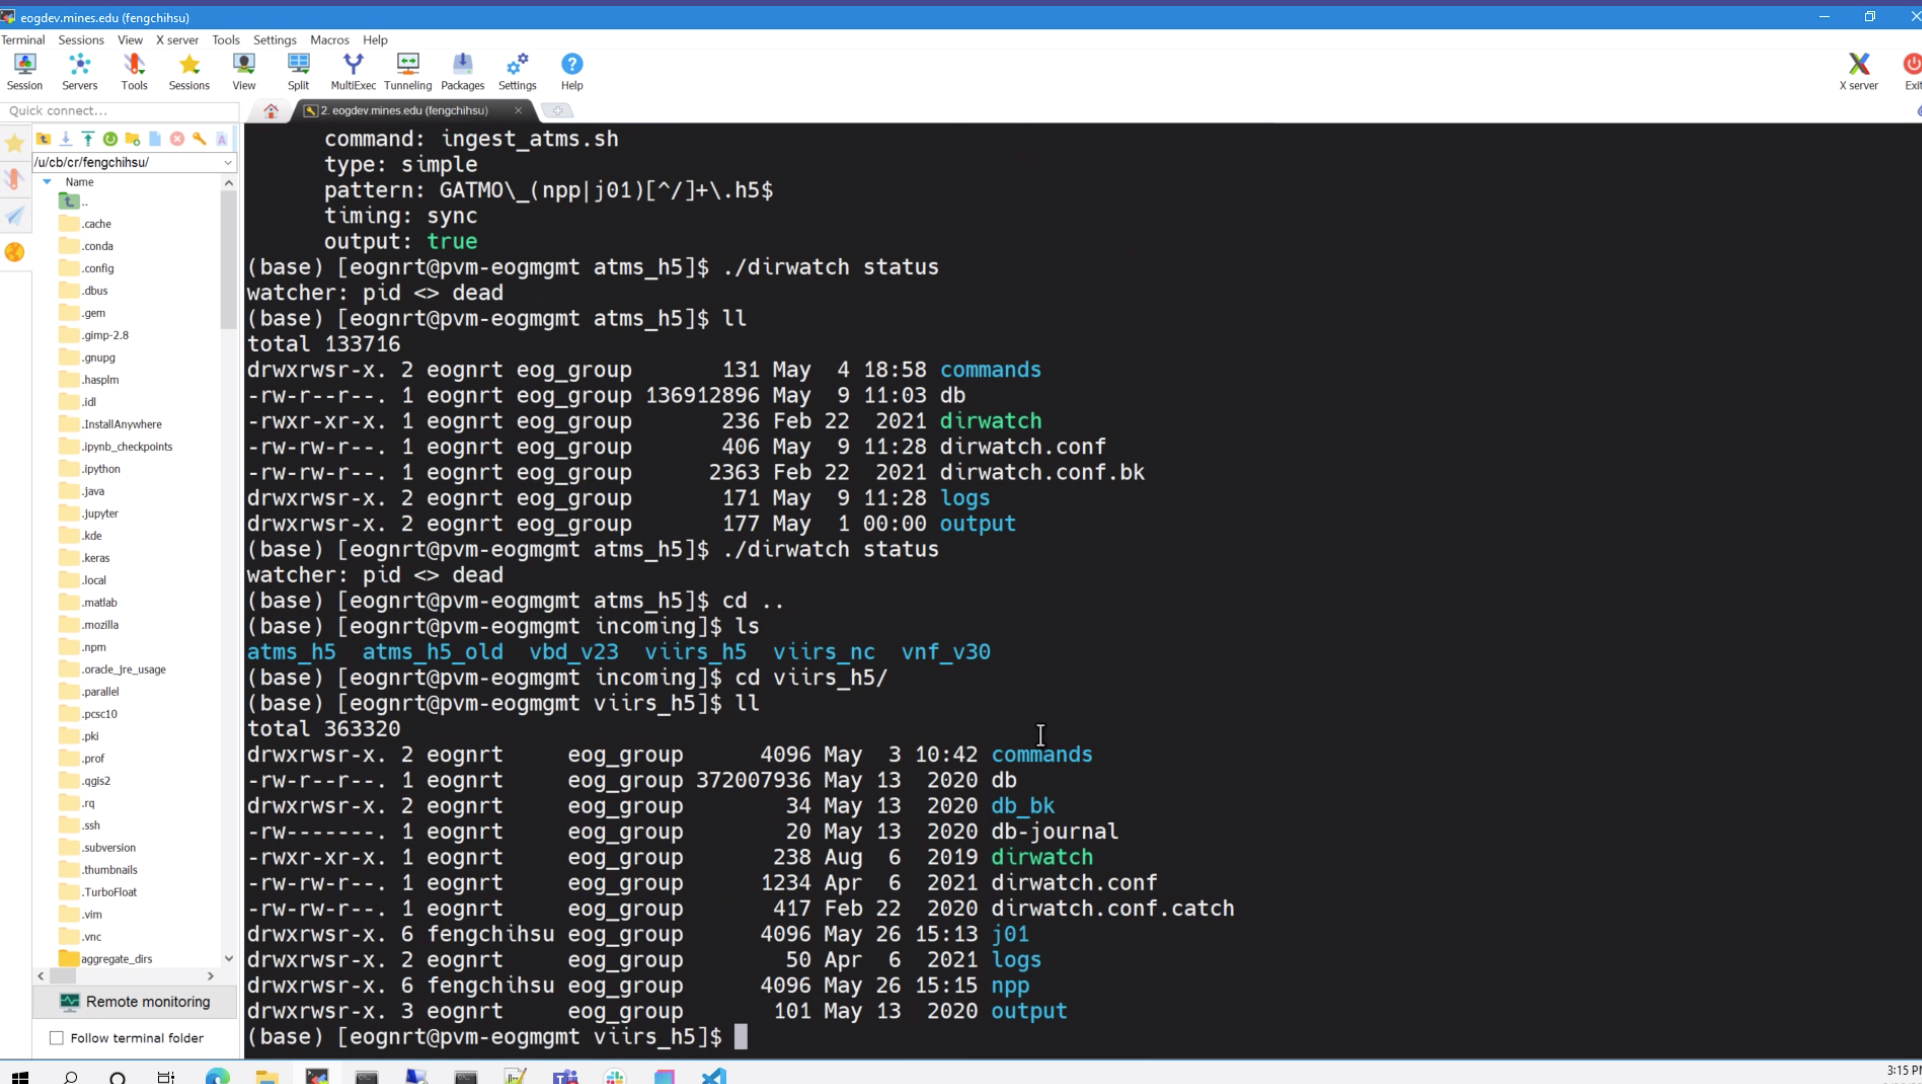 eogdev.mines.edu (fengchihsu)
Terminal Sessions View X server Tools Settings Macros Help
Session Servers Tools Sessions View Split MultiExec Tunneling Packages Settings Help X server Exit
Quick connect...
2. eogdev.mines.edu (fengchihsu)
/u/cb/cr/fengchihsu/
Name
..
.cache
.conda
.config
.dbus
.gem
.gimp-2.8
.gnupg
.hasplm
.idl
.InstallAnywhere
.ipynb_checkpoints
.ipython
.java
.jupyter
.kde
.keras
.local
.matlab
.mozilla
.npm
.oracle_jre_usage
.parallel
.pcsc10
.pki
.prof
.qgis2
.rq
.ssh
.subversion
.thumbnails
.TurboFloat
.vim
.vnc
aggregate_dirs
Remote monitoring
Follow terminal folder
command: ingest_atms.sh
type: simple
pattern: GATMO\_(npp|j01)[^/]+\.h5$
timing: sync
output: true
(base) [eognrt@pvm-eogmgmt atms_h5]$ ./dirwatch status
watcher: pid <> dead
(base) [eognrt@pvm-eogmgmt atms_h5]$ ll
total 133716
drwxrwsr-x. 2 eognrt eog_group 131 May 4 18:58 commands
-rw-r--r--. 1 eognrt eog_group 136912896 May 9 11:03 db
-rwxr-xr-x. 1 eognrt eog_group 236 Feb 22 2021 dirwatch
-rw-rw-r--. 1 eognrt eog_group 406 May 9 11:28 dirwatch.conf
-rw-rw-r--. 1 eognrt eog_group 2363 Feb 22 2021 dirwatch.conf.bk
drwxrwsr-x. 2 eognrt eog_group 171 May 9 11:28 logs
drwxrwsr-x. 2 eognrt eog_group 177 May 1 00:00 output
(base) [eognrt@pvm-eogmgmt atms_h5]$ ./dirwatch status
watcher: pid <> dead
(base) [eognrt@pvm-eogmgmt atms_h5]$ cd ..
(base) [eognrt@pvm-eogmgmt incoming]$ ls
atms_h5 atms_h5_old vbd_v23 viirs_h5 viirs_nc vnf_v30
(base) [eognrt@pvm-eogmgmt incoming]$ cd viirs_h5/
(base) [eognrt@pvm-eogmgmt viirs_h5]$ ll
total 363320
drwxrwsr-x. 2 eognrt eog_group 4096 May 3 10:42 commands
-rw-r--r--. 1 eognrt eog_group 372007936 May 13 2020 db
drwxrwsr-x. 2 eognrt eog_group 34 May 13 2020 db_bk
-rw-------. 1 eognrt eog_group 20 May 13 2020 db-journal
-rwxr-xr-x. 1 eognrt eog_group 238 Aug 6 2019 dirwatch
-rw-rw-r--. 1 eognrt eog_group 1234 Apr 6 2021 dirwatch.conf
-rw-rw-r--. 1 eognrt eog_group 417 Feb 22 2020 dirwatch.conf.catch
drwxrwsr-x. 6 fengchihsu eog_group 4096 May 26 15:13 j01
drwxrwsr-x. 2 eognrt eog_group 50 Apr 6 2021 logs
drwxrwsr-x. 6 fengchihsu eog_group 4096 May 26 15:15 npp
drwxrwsr-x. 3 eognrt eog_group 101 May 13 2020 output
(base) [eognrt@pvm-eogmgmt viirs_h5]$
3:15 PM